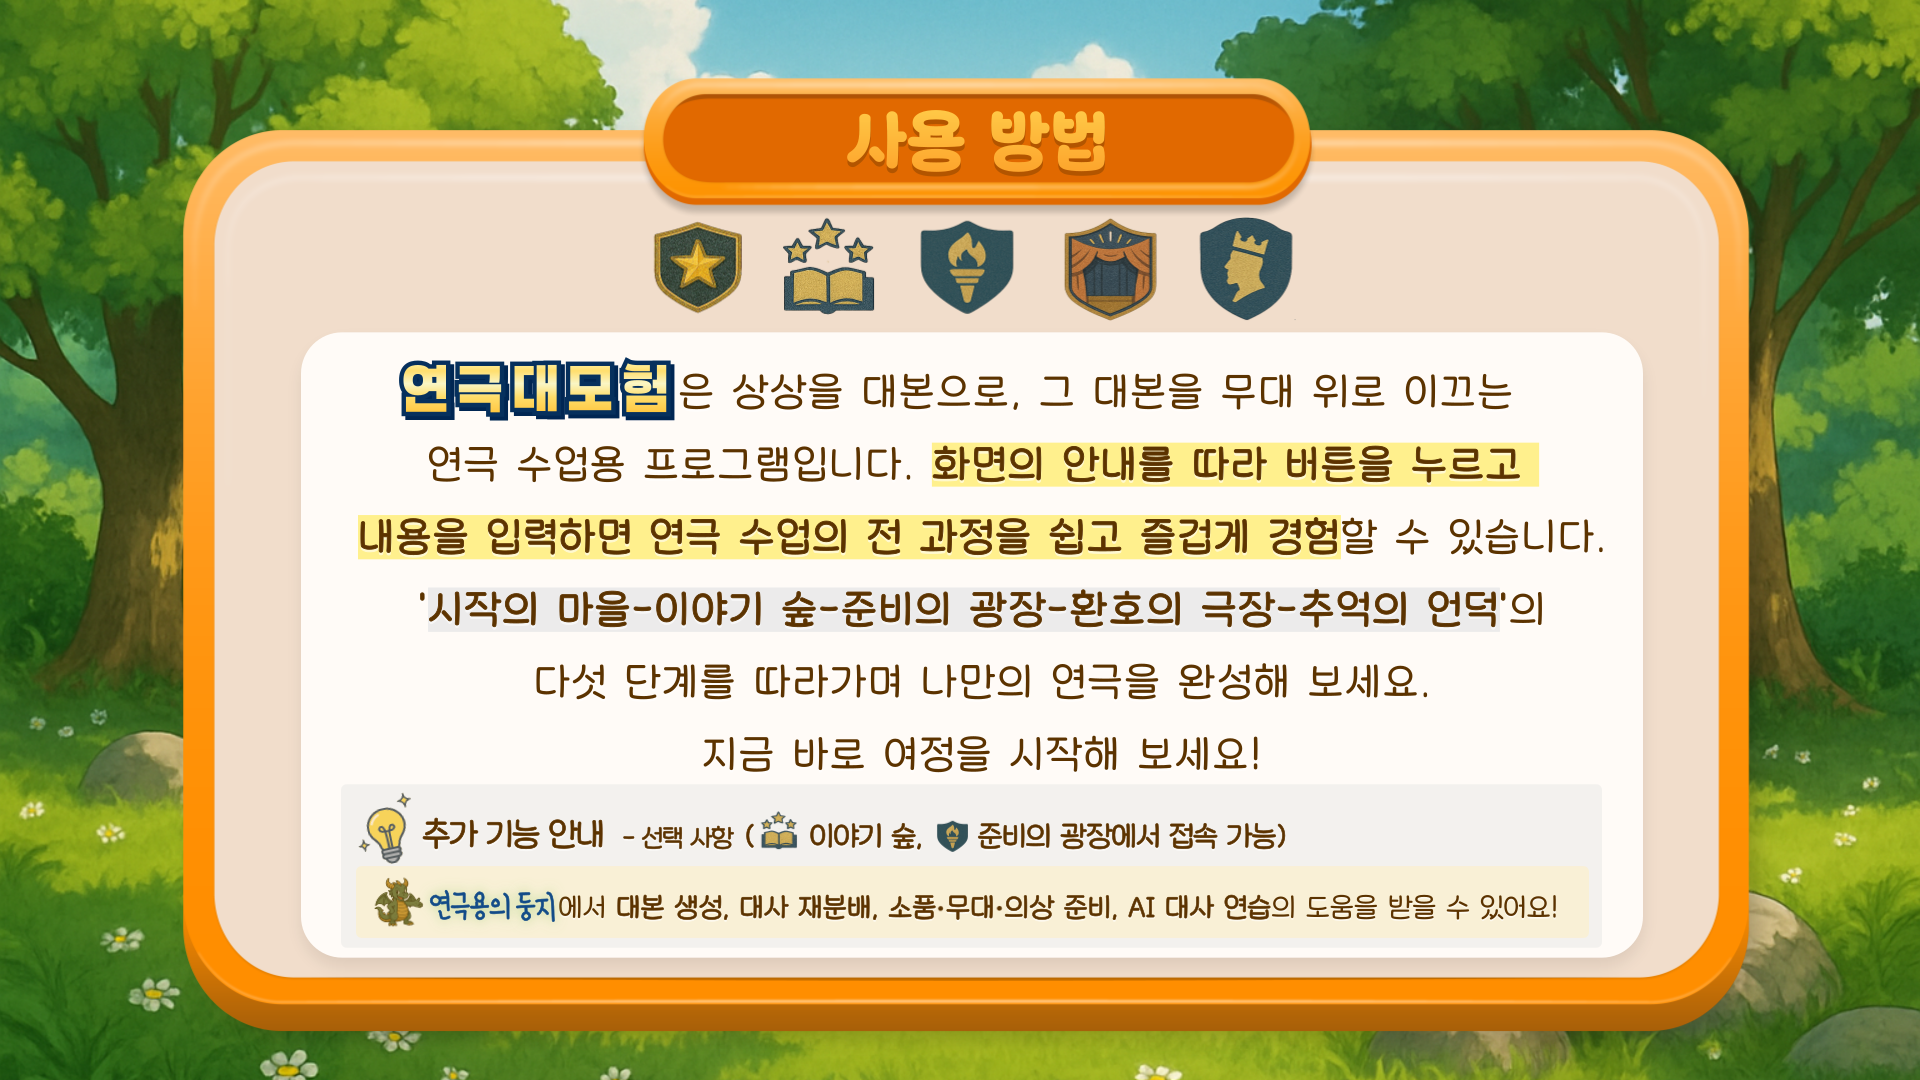 사용 방법
연극대모험은 상상을 대본으로, 그 대본을 무대 위로 이끄는
연극 수업용 프로그램입니다. 화면의 안내를 따라 버튼을 누르고
내용을 입력하면 연극 수업의 전 과정을 쉽고 즐겁게 경험할 수 있습니다.
'시작의 마을-이야기 숲-준비의 광장-환호의 극장-추억의 언덕'의
다섯 단계를 따라가며 나만의 연극을 완성해 보세요.
지금 바로 여정을 시작해 보세요!
추가 기능 안내 - 선택 사항 ( 이야기 숲, 준비의 광장에서 접속 가능)
연극용의 둥지에서 대본 생성, 대사 재분배, 소품·무대·의상 준비, AI 대사 연습의 도움을 받을 수 있어요!